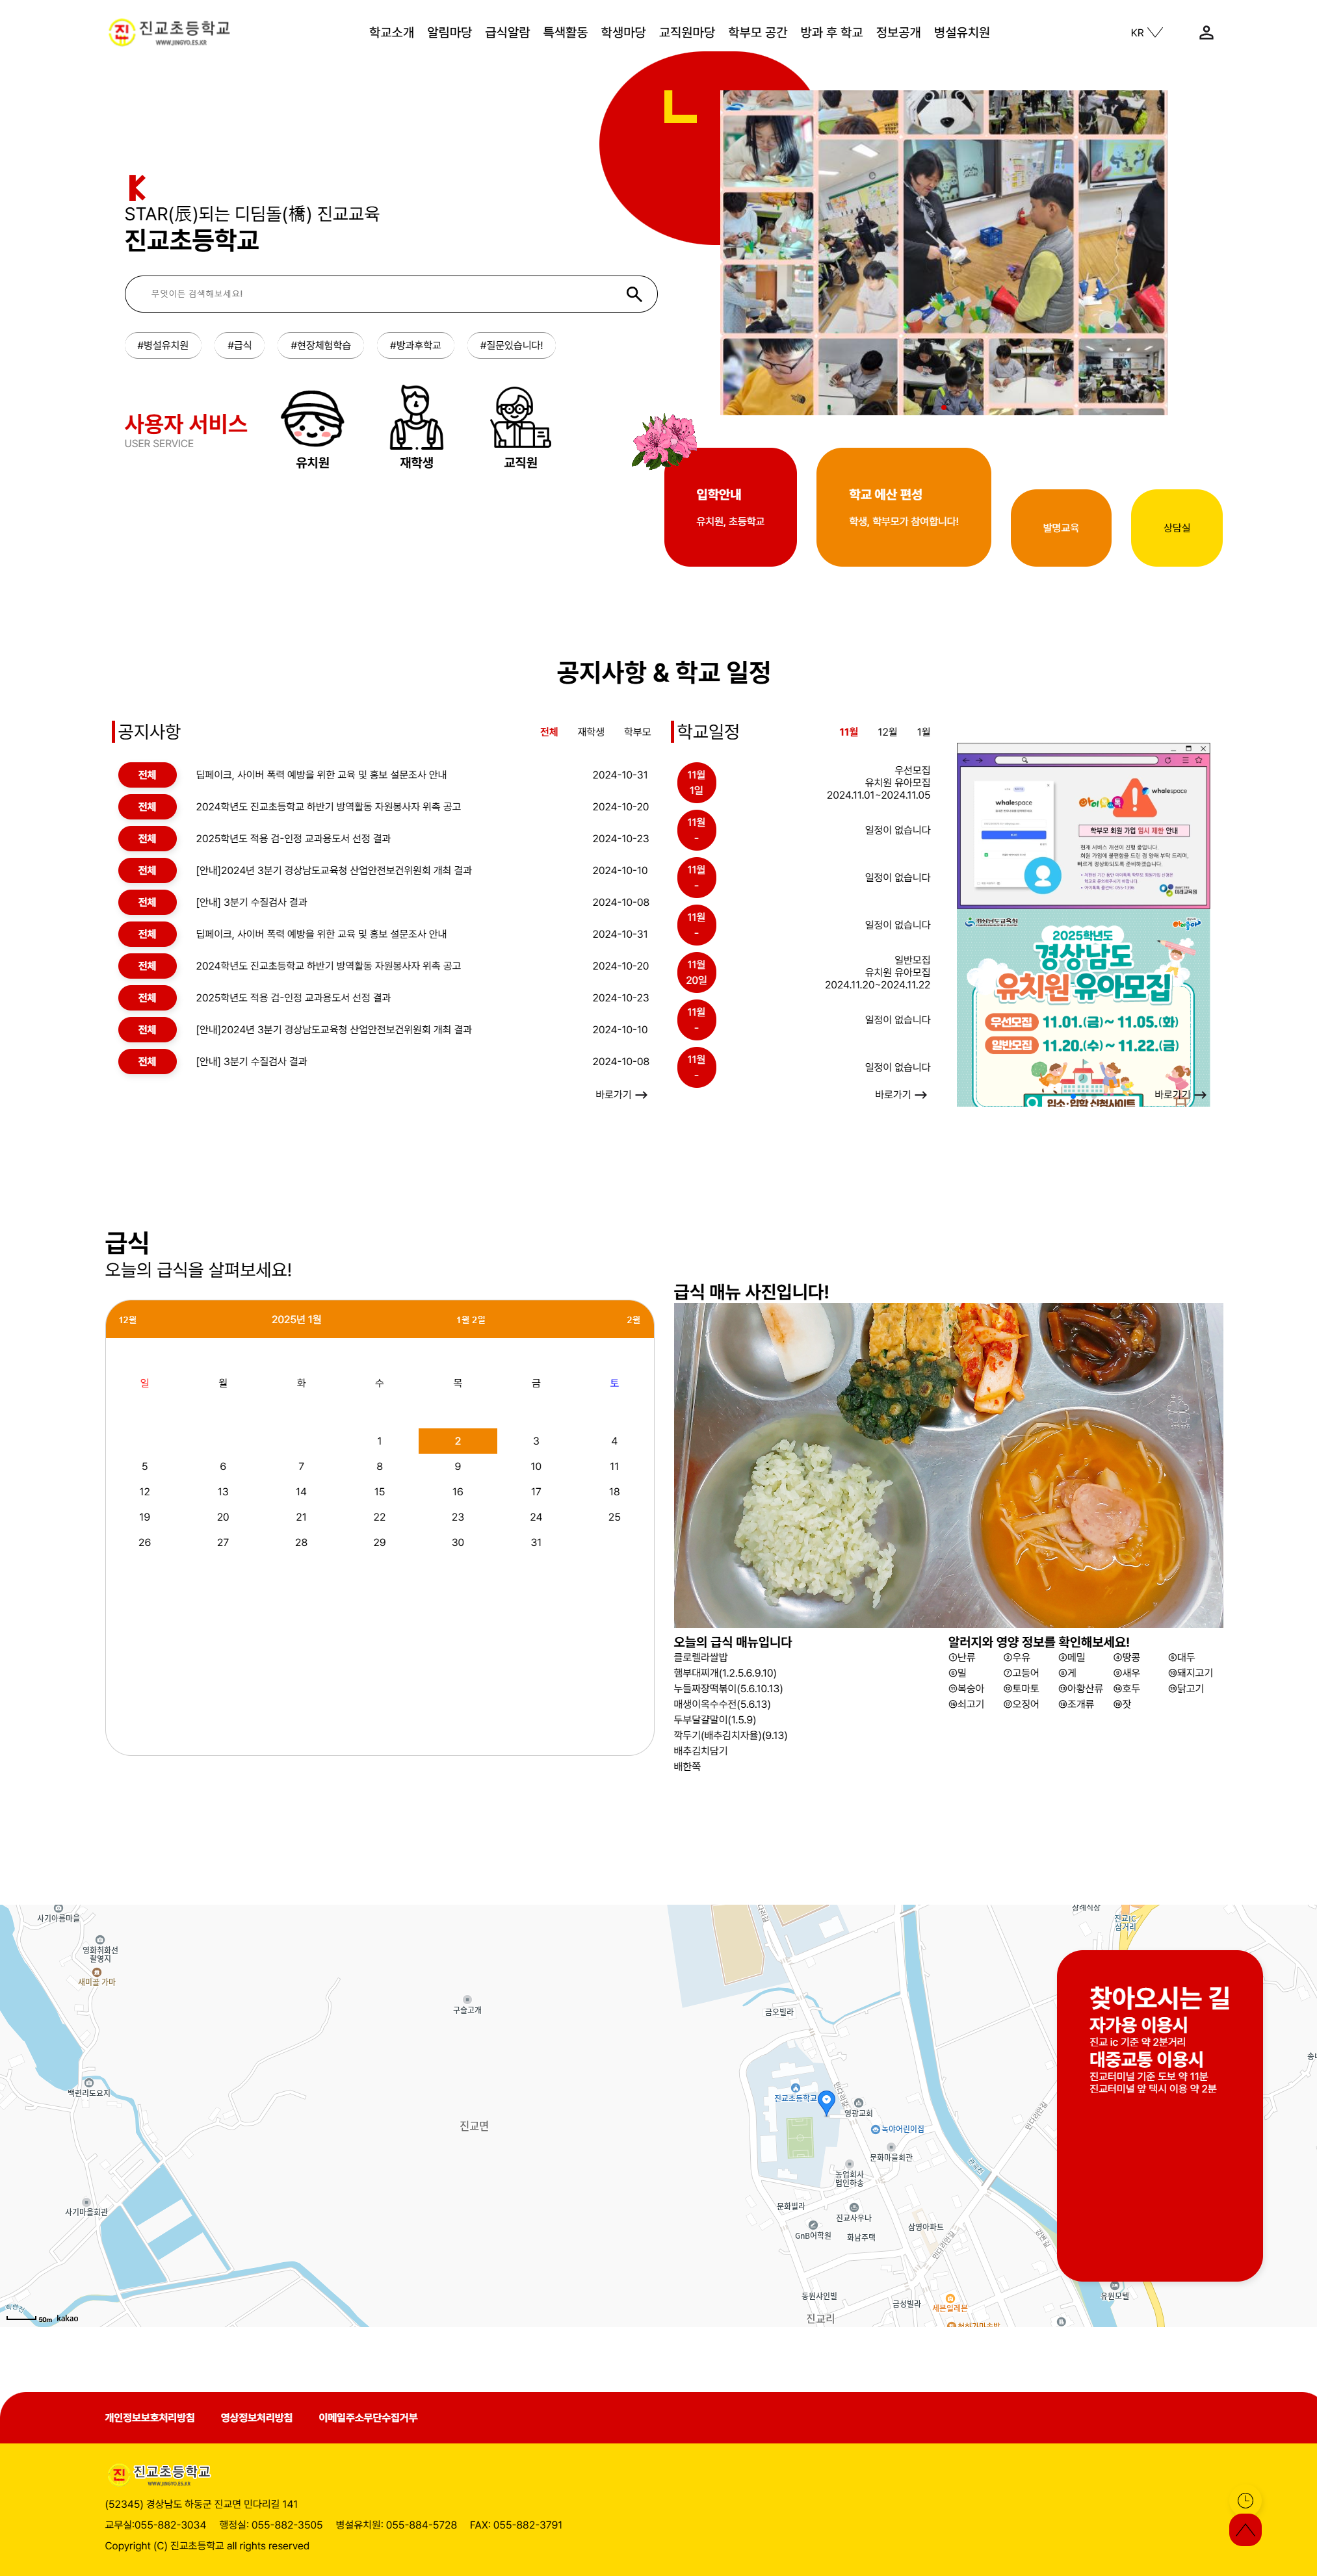 진교초등학교
WWW.JINGYO.ES.KR
학교소개 알림마당 급식알람 특색활동 학생마당 교직원마당 학부모 공간 방과 후 학교 정보공개 병설유치원
KR
STAR(辰)되는 디딤돌(橋) 진교교육
진교초등학교
무엇이든 검색해보세요!
#병설유치원 #급식 #현장체험학습 #방과후학교 #질문있습니다!
사용자 서비스
USER SERVICE
유치원 재학생 교직원
입학안내
유치원, 초등학교
학교 예산 편성
학생, 학부모가 참여합니다!
발명교육
상담실
공지사항 & 학교 일정
공지사항
전체 재학생 학부모
전체 딥페이크, 사이버 폭력 예방을 위한 교육 및 홍보 설문조사 안내 2024-10-31
전체 2024학년도 진교초등학교 하반기 방역활동 자원봉사자 위촉 공고 2024-10-20
전체 2025학년도 적용 검-인정 교과용도서 선정 결과 2024-10-23
전체 [안내]2024년 3분기 경상남도교육청 산업안전보건위원회 개최 결과 2024-10-10
전체 [안내] 3분기 수질검사 결과 2024-10-08
전체 딥페이크, 사이버 폭력 예방을 위한 교육 및 홍보 설문조사 안내 2024-10-31
전체 2024학년도 진교초등학교 하반기 방역활동 자원봉사자 위촉 공고 2024-10-20
전체 2025학년도 적용 검-인정 교과용도서 선정 결과 2024-10-23
전체 [안내]2024년 3분기 경상남도교육청 산업안전보건위원회 개최 결과 2024-10-10
전체 [안내] 3분기 수질검사 결과 2024-10-08
바로가기
학교일정
11월 12월 1월
11월
1일
우선모집
유치원 유아모집
2024.11.01~2024.11.05
11월
-
일정이 없습니다
11월
-
일정이 없습니다
11월
-
일정이 없습니다
11월
20일
일반모집
유치원 유아모집
2024.11.20~2024.11.22
11월
-
일정이 없습니다
11월
-
일정이 없습니다
바로가기
whalespace
whalespace
학부모 회원 가입 임시 제한 안내
현재 서비스 개선이 진행 중입니다.
미래교육원
경상남도교육청
2025학년도
경상남도
유치원 유아모집
우선모집 11.01.(금)~11.05.(화)
일반모집 11.20.(수)~11.22.(금)
입소·입학 신청사이트
바로가기
급식
오늘의 급식을 살펴보세요!
12월 2025년 1월 1월 2일 2월
일 월 화 수 목 금 토
1 2 3 4
5 6 7 8 9 10 11
12 13 14 15 16 17 18
19 20 21 22 23 24 25
26 27 28 29 30 31
급식 매뉴 사진입니다!
오늘의 급식 매뉴입니다
클로렐라쌀밥
햄부대찌개(1.2.5.6.9.10)
누들짜장떡볶이(5.6.10.13)
매생이옥수수전(5.6.13)
두부달걀말이(1.5.9)
깍두기(배추김치자율)(9.13)
배추김치담기
배한쪽
알러지와 영양 정보를 확인해보세요!
①난류 ②우유 ③메밀 ④땅콩 ⑤대두
⑥밀 ⑦고등어 ⑧게 ⑨새우 ⑩돼지고기
⑪복숭아 ⑫토마토 ⑬아황산류 ⑭호두 ⑮닭고기
⑯쇠고기 ⑰오징어 ⑱조개류 ⑲잣
사기아름마을
영화취화선
촬영지
새미골 가마
구슬고개
백련리도요지
진교면
사기마을회관
50m kakao
진교IC
삼거리
금오빌라
진교초등학교
영광교회
녹야어린이집
문화마을회관
농업회사
법인하송
문화빌라
진교사우나
GnB어학원
화남주택
삼영아파트
민다리안길
관곡천
강변길
동원샤인빌
진교리
금성빌라
세븐일레븐
유원모텔
찾아오시는 길
자가용 이용시
진교 ic 기준 약 2분거리
대중교통 이용시
진교터미널 기준 도보 약 11분
진교터미널 앞 택시 이용 약 2분
개인정보보호처리방침 영상정보처리방침 이메일주소무단수집거부
진교초등학교
WWW.JINGYO.ES.KR
(52345) 경상남도 하동군 진교면 민다리길 141
교무실:055-882-3034 행정실: 055-882-3505 병설유치원: 055-884-5728 FAX: 055-882-3791
Copyright (C) 진교초등학교 all rights reserved